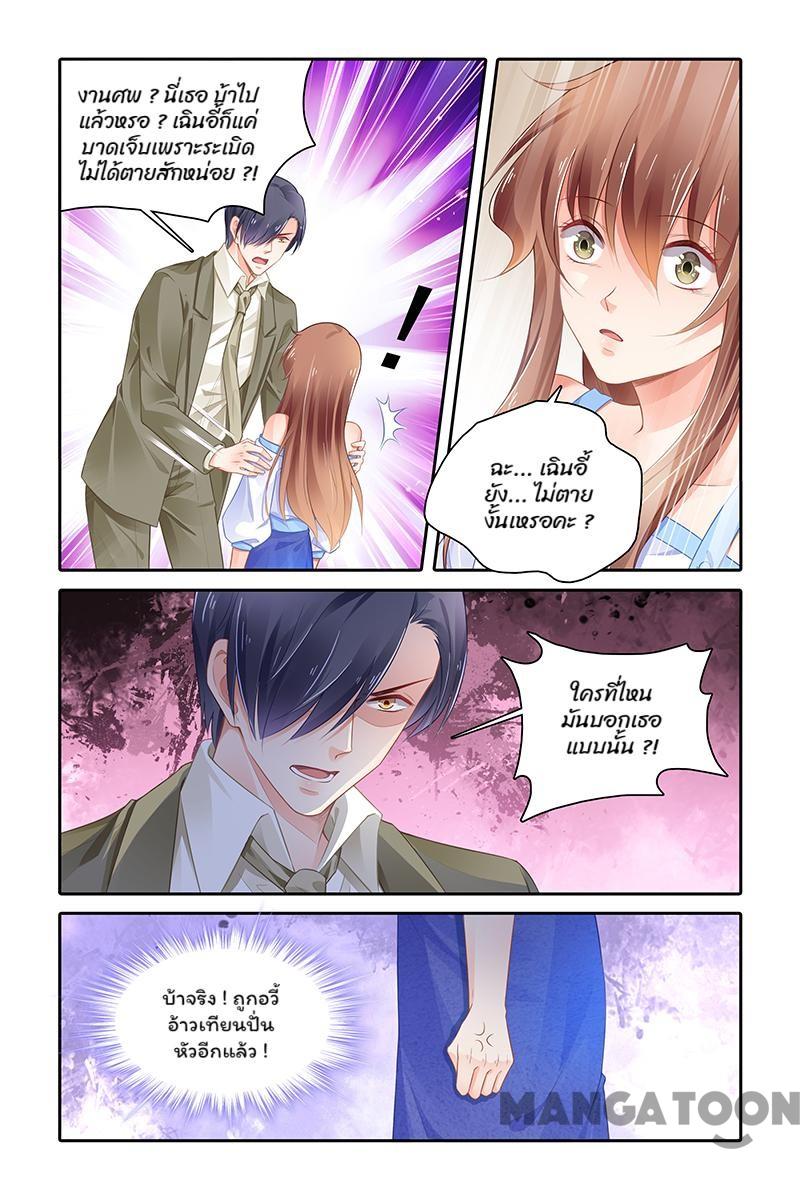 งานศพ ? นี่เธอ บ้าไป
แล้วหรอ ? เฉินอี้ก็แค่
บาดเจ็บเพราะระเบิด
ไม่ได้ตายสักหน่อย ?!
!
ฉะ... เฉินอี้
ยัง... ไม่ตาย
งั้นเหรอคะ ?
ใครที่ไหน
มันบอกเธอ
แบบนั้น ?!
บ้าจริง ! ถูกอวี้
อ้าวเทียนปั่น
หัวอีกแล้ว !
MANGATOON